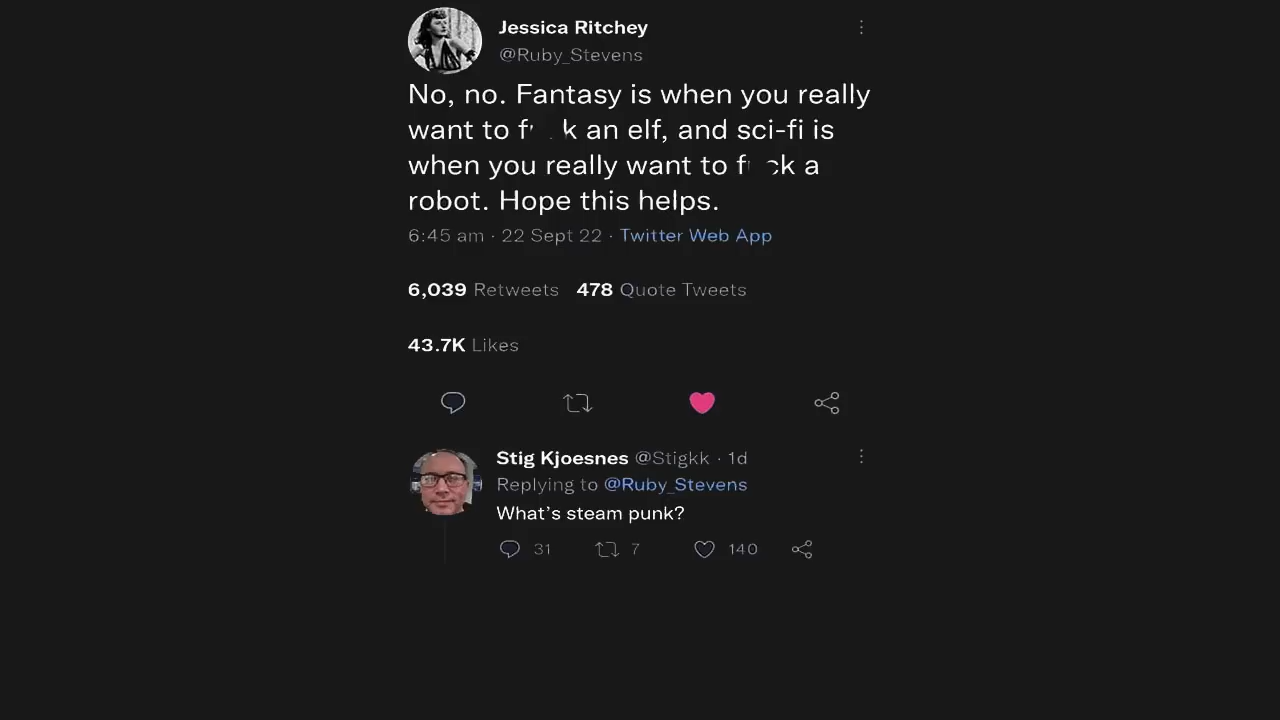 Jessica Ritchey
@Ruby_Stevens
No, no. Fantasy is when you really
want to f k an elf, and sci-fi is
when you really want to f ck a
robot. Hope this helps.
6:45 am · 22 Sept 22 · Twitter Web App
6,039 Retweets 478 Quote Tweets
43.7K Likes
Stig Kjoesnes @Stigkk · 1d
Replying to @Ruby_Stevens
What's steam punk?
31 7 140